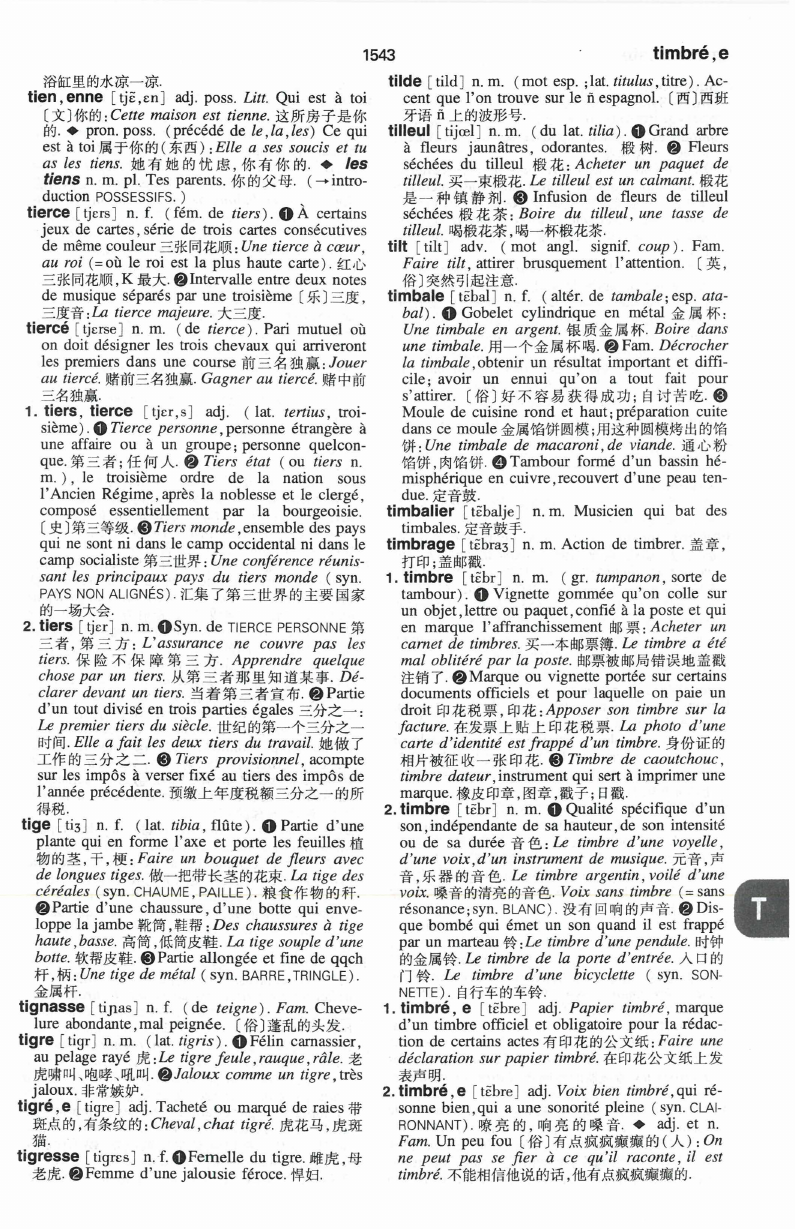 1543
timbré,e
浴缸里的水凉一凉.
tien,enne [tjɛ̃,ɛn] adj. poss. Litt. Qui est à toi
〔文〕你的:Cette maison est tienne. 这所房子是你
的. ◆ pron. poss. (précédé de le,la,les) Ce qui
est à toi 属于你的(东西):Elle a ses soucis et tu
as les tiens. 她有她的忧虑,你有你的. ◆ les
tiens n. m. pl. Tes parents. 你的父母. (→intro-
duction POSSESSIFS.)
tierce [tjɛrs] n. f. (fém. de tiers). ❶ À certains
jeux de cartes,série de trois cartes consécutives
de même couleur 三张同花顺:Une tierce à cœur,
au roi (=où le roi est la plus haute carte). 红心
三张同花顺,K 最大. ❷Intervalle entre deux notes
de musique séparés par une troisième〔乐〕三度,
三度音:La tierce majeure. 大三度.
tiercé [tjɛrse] n. m. (de tierce). Pari mutuel où
on doit désigner les trois chevaux qui arriveront
les premiers dans une course 前三名独赢:Jouer
au tiercé. 赌前三名独赢. Gagner au tiercé. 赌中前
三名独赢.
1. tiers, tierce [tjɛr,s] adj. (lat. tertius, troi-
sième). ❶ Tierce personne,personne étrangère à
une affaire ou à un groupe; personne quelcon-
que. 第三者;任何人. ❷ Tiers état (ou tiers n.
m.), le troisième ordre de la nation sous
l'Ancien Régime,après la noblesse et le clergé,
composé essentiellement par la bourgeoisie.
〔史〕第三等级. ❸Tiers monde,ensemble des pays
qui ne sont ni dans le camp occidental ni dans le
camp socialiste 第三世界:Une conférence réunis-
sant les principaux pays du tiers monde (syn.
PAYS NON ALIGNÉS). 汇集了第三世界的主要国家
的一场大会.
2. tiers [tjɛr] n. m. ❶Syn. de TIERCE PERSONNE 第
三者, 第三方: L'assurance ne couvre pas les
tiers. 保险不保障第三方. Apprendre quelque
chose par un tiers. 从第三者那里知道某事. Dé-
clarer devant un tiers. 当着第三者宣布. ❷Partie
d'un tout divisé en trois parties égales 三分之一:
Le premier tiers du siècle. 世纪的第一个三分之一
时间. Elle a fait les deux tiers du travail. 她做了
工作的三分之二. ❸ Tiers provisionnel, acompte
sur les impôs à verser fixé au tiers des impôs de
l'année précédente. 预缴上年度税额三分之一的所
得税.
tige [tiʒ] n. f. (lat. tibia, flûte). ❶ Partie d'une
plante qui en forme l'axe et porte les feuilles 植
物的茎,干,梗:Faire un bouquet de fleurs avec
de longues tiges. 做一把带长茎的花束. La tige des
céréales (syn. CHAUME, PAILLE). 粮食作物的秆.
❷Partie d'une chaussure, d'une botte qui enve-
loppe la jambe 靴筒,鞋帮:Des chaussures à tige
haute,basse. 高筒,低筒皮鞋. La tige souple d'une
botte. 软帮皮鞋. ❸Partie allongée et fine de qqch
杆,柄:Une tige de métal (syn. BARRE,TRINGLE).
金属杆.
tignasse [tiɲas] n. f. (de teigne). Fam. Cheve-
lure abondante,mal peignée. 〔俗〕蓬乱的头发.
tigre [tigr] n. m. (lat. tigris). ❶Félin carnassier,
au pelage rayé 虎:Le tigre feule,rauque,râle. 老
虎啸叫、咆哮、吼叫. ❷Jaloux comme un tigre,très
jaloux. 非常嫉妒.
tigré,e [tigre] adj. Tacheté ou marqué de raies 带
斑点的,有条纹的:Cheval,chat tigré. 虎花马,虎斑
猫.
tigresse [tigrɛs] n. f. ❶Femelle du tigre. 雌虎,母
老虎. ❷Femme d'une jalousie féroce. 悍妇.
tilde [tild] n. m. (mot esp. ;lat. titulus,titre). Ac-
cent que l'on trouve sur le ñ espagnol. 〔西〕西班
牙语 ñ 上的波形号.
tilleul [tijœl] n. m. (du lat. tilia). ❶Grand arbre
à fleurs jaunâtres, odorantes. 椴树. ❷ Fleurs
séchées du tilleul 椴花: Acheter un paquet de
tilleul. 买一束椴花. Le tilleul est un calmant. 椴花
是一种镇静剂. ❸ Infusion de fleurs de tilleul
séchées 椴花茶: Boire du tilleul, une tasse de
tilleul. 喝椴花茶,喝一杯椴花茶.
tilt [tilt] adv. (mot angl. signif. coup). Fam.
Faire tilt, attirer brusquement l'attention. 〔英,
俗〕突然引起注意.
timbale [tɛ̃bal] n. f. (altér. de tambale; esp. ata-
bal). ❶ Gobelet cylindrique en métal 金属杯:
Une timbale en argent. 银质金属杯. Boire dans
une timbale. 用一个金属杯喝. ❷Fam. Décrocher
la timbale,obtenir un résultat important et diffi-
cile; avoir un ennui qu'on a tout fait pour
s'attirer. 〔俗〕好不容易获得成功;自讨苦吃. ❸
Moule de cuisine rond et haut;préparation cuite
dans ce moule 金属馅饼圆模;用这种圆模烤出的馅
饼:Une timbale de macaroni,de viande. 通心粉
馅饼,肉馅饼. ❹Tambour formé d'un bassin hé-
misphérique en cuivre,recouvert d'une peau ten-
due. 定音鼓.
timbalier [tɛ̃balje] n. m. Musicien qui bat des
timbales. 定音鼓手.
timbrage [tɛ̃braʒ] n. m. Action de timbrer. 盖章,
打印;盖邮戳.
1. timbre [tɛ̃br] n. m. (gr. tumpanon, sorte de
tambour). ❶ Vignette gommée qu'on colle sur
un objet,lettre ou paquet,confié à la poste et qui
en marque l'affranchissement 邮票: Acheter un
carnet de timbres. 买一本邮票簿. Le timbre a été
mal oblitéré par la poste. 邮票被邮局错误地盖戳
注销了. ❷Marque ou vignette portée sur certains
documents officiels et pour laquelle on paie un
droit 印花税票,印花:Apposer son timbre sur la
facture. 在发票上贴上印花税票. La photo d'une
carte d'identité est frappé d'un timbre. 身份证的
相片被征收一张印花. ❸ Timbre de caoutchouc,
timbre dateur,instrument qui sert à imprimer une
marque. 橡皮印章,图章,戳子;日戳.
2. timbre [tɛ̃br] n. m. ❶ Qualité spécifique d'un
son,indépendante de sa hauteur,de son intensité
ou de sa durée 音色: Le timbre d'une voyelle,
d'une voix,d'un instrument de musique. 元音,声
音,乐器的音色. Le timbre argentin, voilé d'une
voix. 嗓音的清亮的音色. Voix sans timbre (=sans
résonance;syn. BLANC). 没有回响的声音. ❷Dis-
que bombé qui émet un son quand il est frappé
par un marteau 铃:Le timbre d'une pendule. 时钟
的金属铃. Le timbre de la porte d'entrée. 入口的
门铃. Le timbre d'une bicyclette (syn. SON-
NETTE). 自行车的车铃.
T
1. timbré, e [tɛ̃bre] adj. Papier timbré, marque
d'un timbre officiel et obligatoire pour la rédac-
tion de certains actes 有印花的公文纸:Faire une
déclaration sur papier timbré. 在印花公文纸上发
表声明.
2. timbré,e [tɛ̃bre] adj. Voix bien timbré,qui ré-
sonne bien,qui a une sonorité pleine (syn. CLAI-
RONNANT). 嘹亮的, 响亮的嗓音. ◆ adj. et n.
Fam. Un peu fou〔俗〕有点疯疯癫癫的(人):On
ne peut pas se fier à ce qu'il raconte, il est
timbré. 不能相信他说的话,他有点疯疯癫癫的.